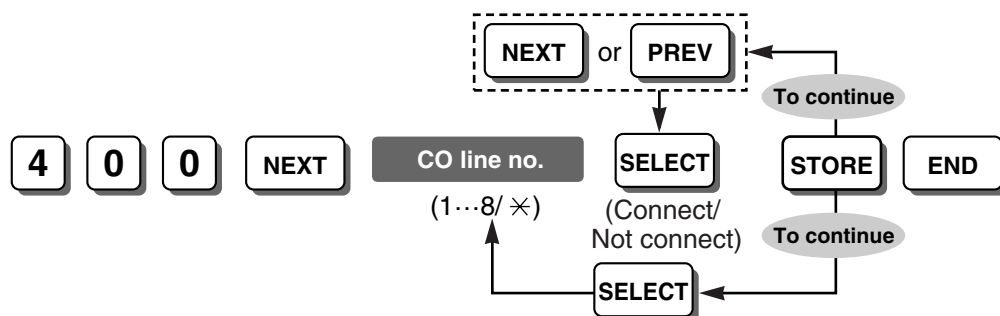 NEXT or PREV
To continue
4 0 0 NEXT CO line no. SELECT STORE END
(1···8/ ✳) (Connect/
Not connect)
To continue
SELECT